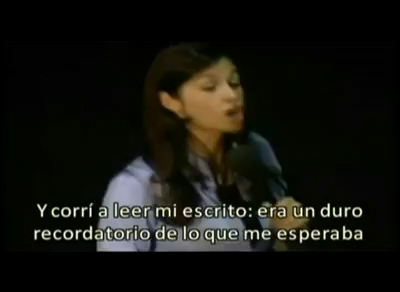 Y corrí a leer mi escrito: era un duro
recordatorio de lo que me esperaba